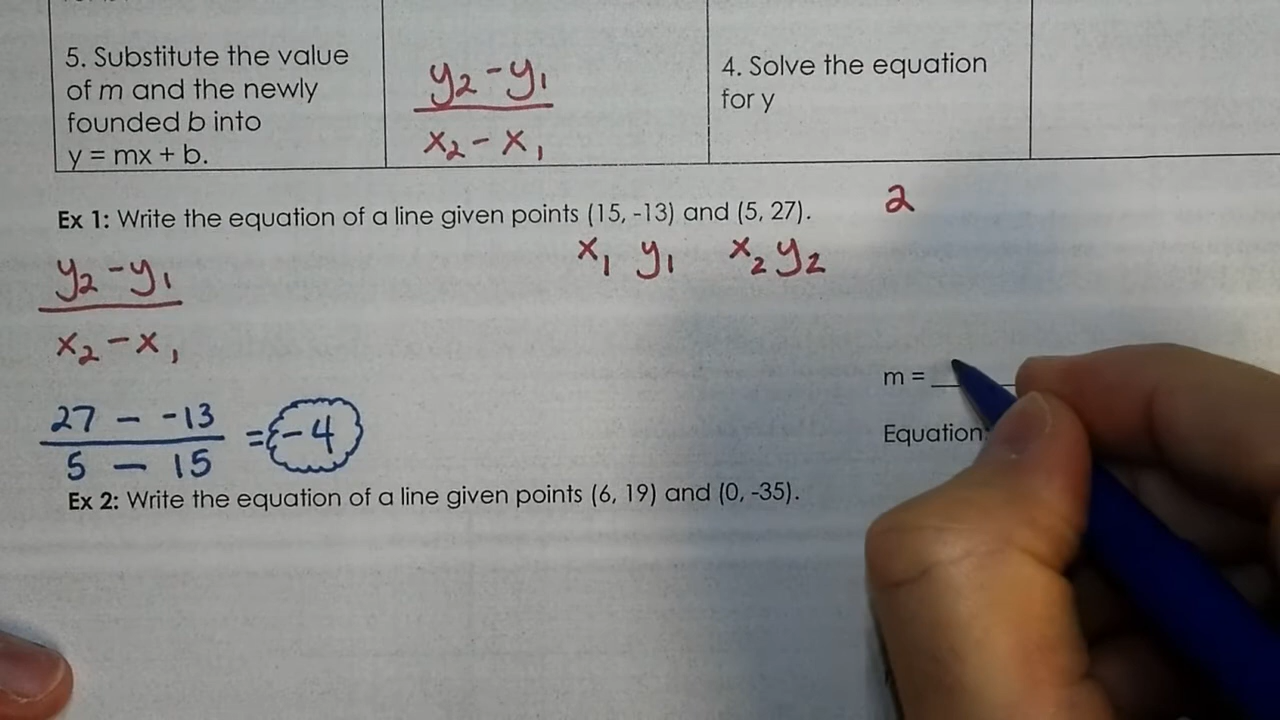 5. Substitute the value
of m and the newly
founded b into
y = mx + b.
y₂ - y₁
x₂ - x₁
4. Solve the equation
for y
2
Ex 1: Write the equation of a line given points (15, -13) and (5, 27).
x₁ y₁ x₂ y₂
y₂ - y₁
x₂ - x₁
m = __
Equation:
27 - -13
5 - 15
= -4
Ex 2: Write the equation of a line given points (6, 19) and (0, -35).